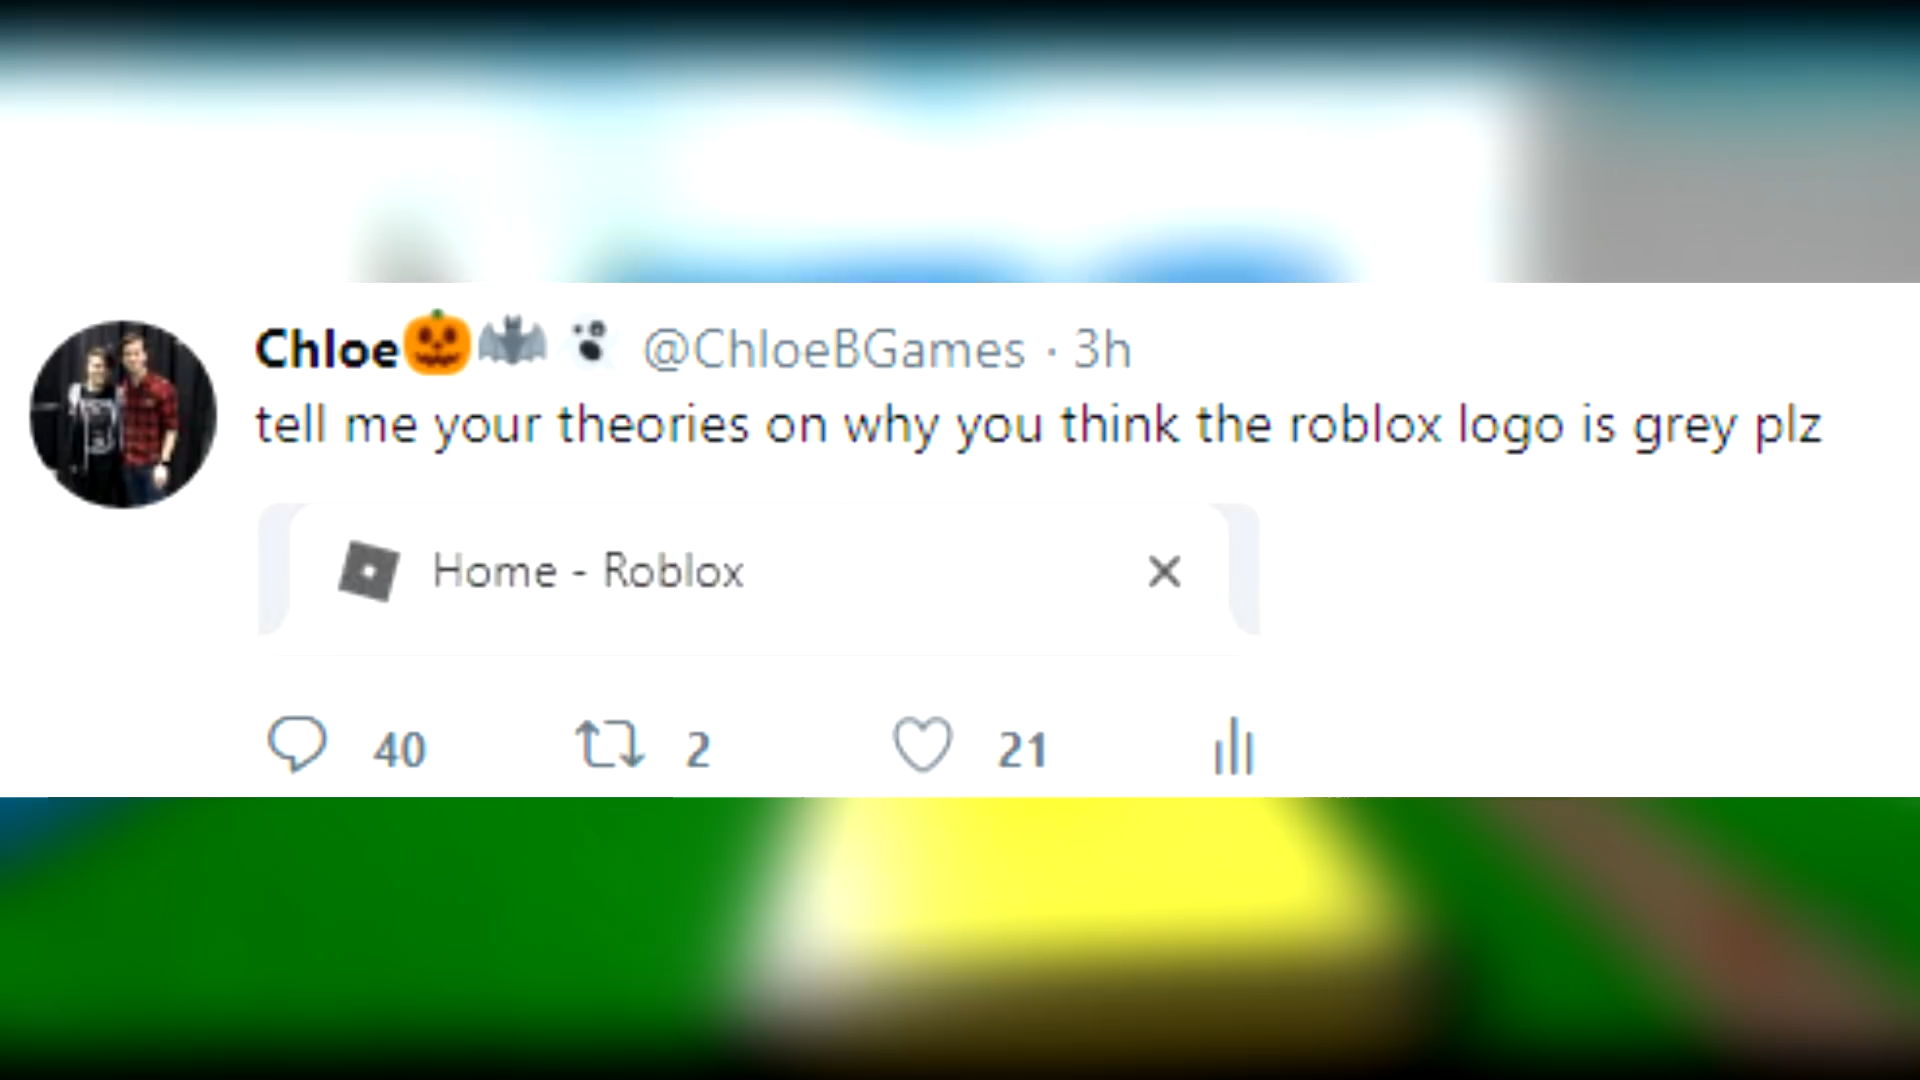 Chloe🎃🦇👻 @ChloeBGames · 3h
tell me your theories on why you think the roblox logo is grey plz
Home - Roblox
40 2 21